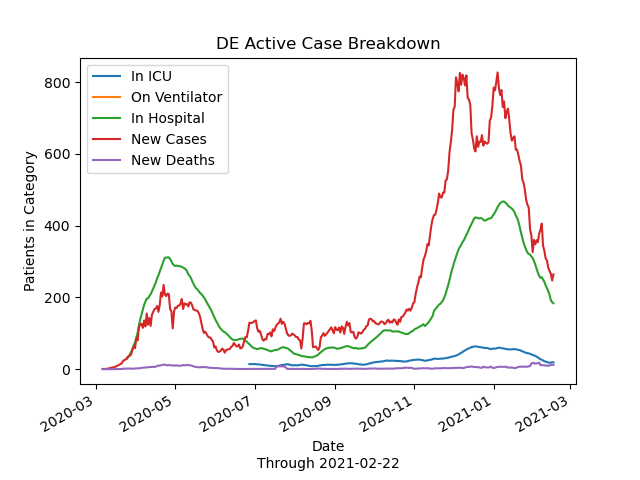 DE Active Case Breakdown
In ICU
On Ventilator
In Hospital
New Cases
New Deaths
Patients in Category
800
600
400
200
0
2020-03
2020-05
2020-07
2020-09
2020-11
2021-01
2021-03
Date
Through 2021-02-22